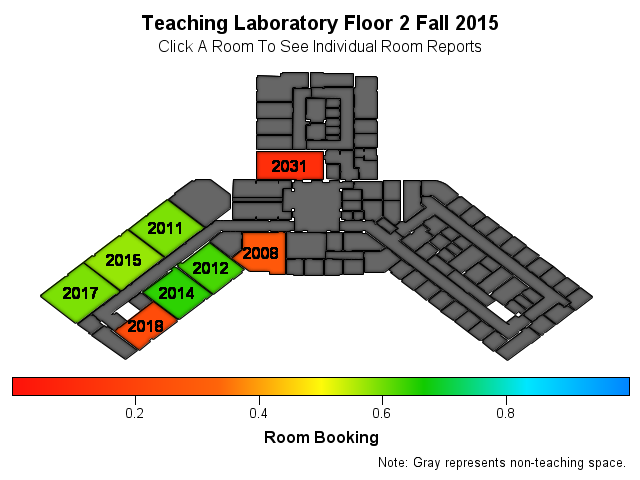 Teaching Laboratory Floor 2 Fall 2015
Click A Room To See Individual Room Reports
2031
2011
2015
2008
2012
2017
2014
2018
0.2 0.4 0.6 0.8
Room Booking
Note: Gray represents non-teaching space.